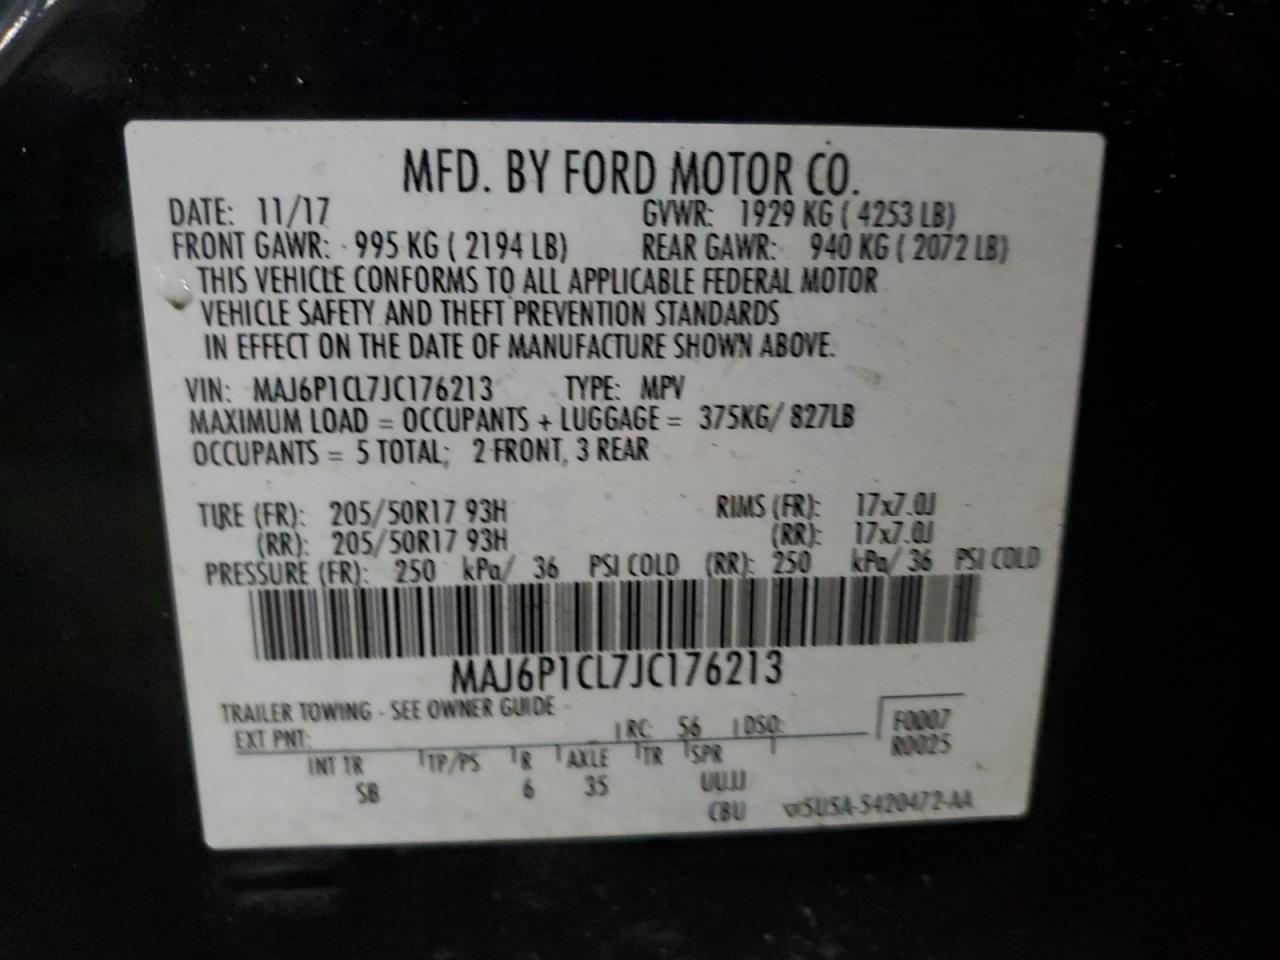 MFD. BY FORD MOTOR CO.
DATE: 11/17 GVWR: 1929 KG ( 4253 LB)
FRONT GAWR: 995 KG ( 2194 LB) REAR GAWR: 940 KG ( 2072 LB)
THIS VEHICLE CONFORMS TO ALL APPLICABLE FEDERAL MOTOR
VEHICLE SAFETY AND THEFT PREVENTION STANDARDS
IN EFFECT ON THE DATE OF MANUFACTURE SHOWN ABOVE.
VIN: MAJ6P1CL7JC176213 TYPE: MPV
MAXIMUM LOAD = OCCUPANTS + LUGGAGE = 375KG/ 827LB
OCCUPANTS = 5 TOTAL; 2 FRONT, 3 REAR
TIRE (FR): 205/50R17 93H RIMS (FR): 17x7.0J
(RR): 205/50R17 93H (RR): 17x7.0J
PRESSURE (FR): 250 kPa/ 36 PSI COLD (RR): 250 kPa/ 36 PSI COLD
MAJ6P1CL7JC176213
TRAILER TOWING - SEE OWNER GUIDE
EXT PNT: RC: 56 DSO: F0007
R0025
INT TR TP/PS R AXLE TR SPR
SB 6 35 UUJJ
CBU 5U5A-5420472-AA